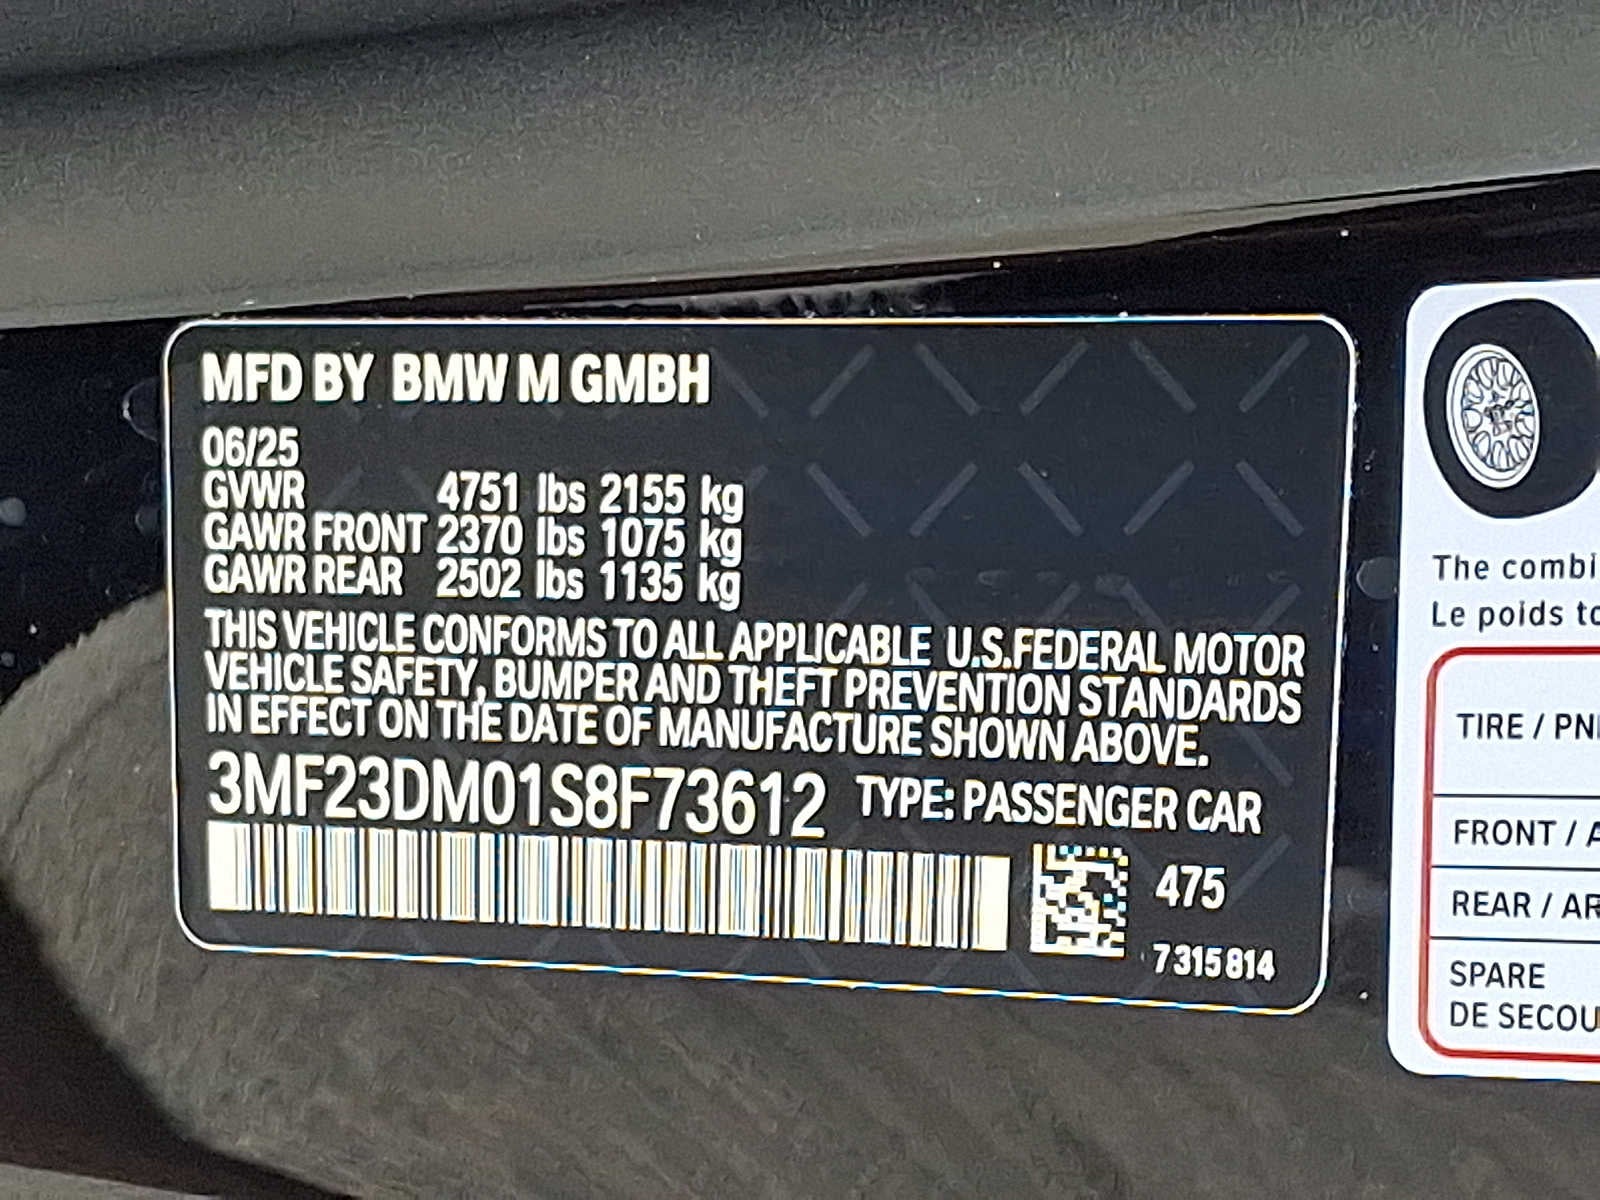 MFD BY BMW M GMBH
06/25
GVWR 4751 lbs 2155 kg
GAWR FRONT 2370 lbs 1075 kg
GAWR REAR 2502 lbs 1135 kg
THIS VEHICLE CONFORMS TO ALL APPLICABLE U.S.FEDERAL MOTOR
VEHICLE SAFETY, BUMPER AND THEFT PREVENTION STANDARDS
IN EFFECT ON THE DATE OF MANUFACTURE SHOWN ABOVE.
3MF23DM01S8F73612 TYPE: PASSENGER CAR
475
7315814
The combi
Le poids to
TIRE / PN
FRONT / A
REAR / AR
SPARE
DE SECOU